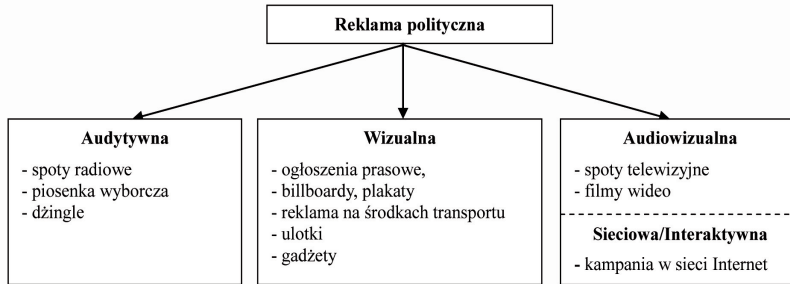 Reklama polityczna
Audytywna
- spoty radiowe
- piosenka wyborcza
- dżingle
Wizualna
- ogłoszenia prasowe,
- billboardy, plakaty
- reklama na środkach transportu
- ulotki
- gadżety
Audiowizualna
- spoty telewizyjne
- filmy wideo
Sieciowa/Interaktywna
- kampania w sieci Internet